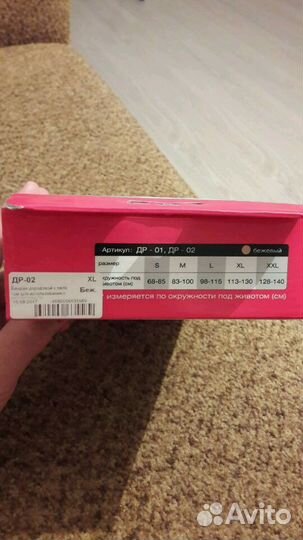 Артикул: ДР - 01, ДР - 02 бежевый
размер S M L XL XXL
окружность под животом (см) 68-85 83-100 98-115 113-130 128-140
измеряется по окружности под животом (см)
ДР-02 XL
Беж.
Avito